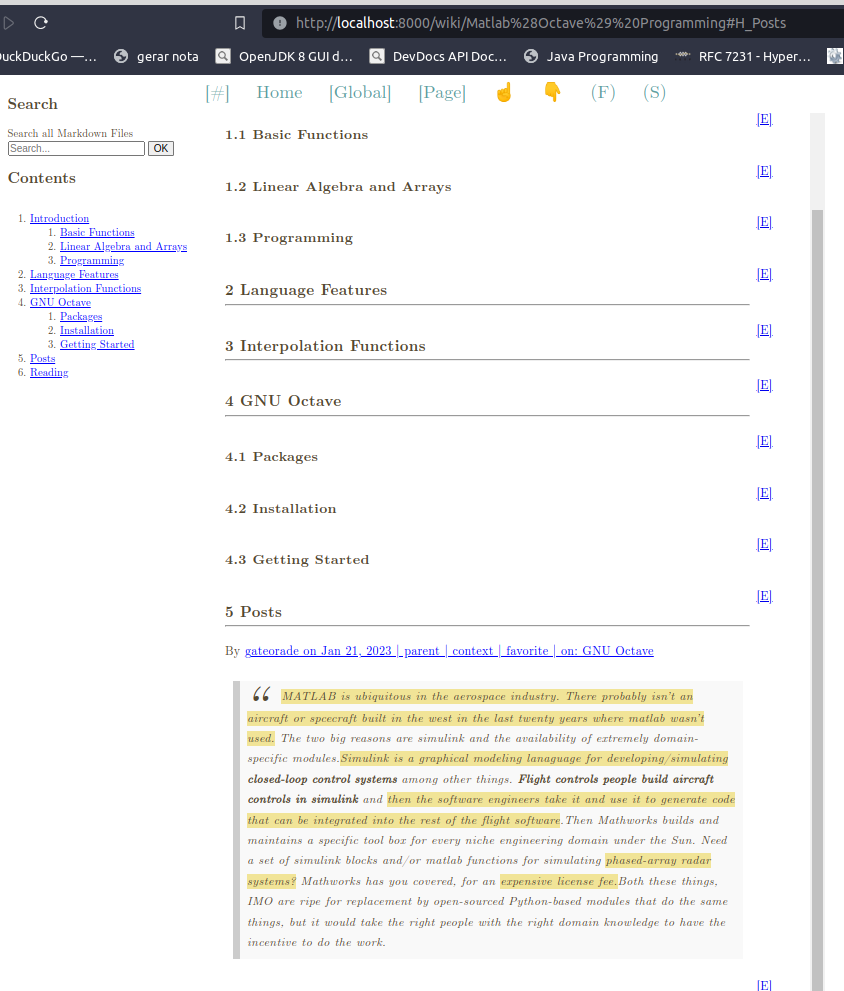 http://localhost:8000/wiki/Matlab%28Octave%29%20Programming#H_Posts
DuckDuckGo —,… gerar nota OpenJDK 8 GUI d… DevDocs API Doc… Java Programming RFC 7231 - Hyper…
[#] Home [Global] [Page] ☝ 👇 (F) (S)
Search
Search all Markdown Files
Search... OK
Contents
1. Introduction
1. Basic Functions
2. Linear Algebra and Arrays
3. Programming
2. Language Features
3. Interpolation Functions
4. GNU Octave
1. Packages
2. Installation
3. Getting Started
5. Posts
6. Reading
[E]
1.1 Basic Functions
[E]
1.2 Linear Algebra and Arrays
[E]
1.3 Programming
[E]
2 Language Features
[E]
3 Interpolation Functions
[E]
4 GNU Octave
[E]
4.1 Packages
[E]
4.2 Installation
[E]
4.3 Getting Started
[E]
5 Posts
By gateorade on Jan 21, 2023 | parent | context | favorite | on: GNU Octave
“ MATLAB is ubiquitous in the aerospace industry. There probably isn't an
aircraft or spcecraft built in the west in the last twenty years where matlab wasn't
used. The two big reasons are simulink and the availability of extremely domain-
specific modules.Simulink is a graphical modeling lanaguage for developing/simulating
closed-loop control systems among other things. Flight controls people build aircraft
controls in simulink and then the software engineers take it and use it to generate code
that can be integrated into the rest of the flight software.Then Mathworks builds and
maintains a specific tool box for every niche engineering domain under the Sun. Need
a set of simulink blocks and/or matlab functions for simulating phased-array radar
systems? Mathworks has you covered, for an expensive license fee.Both these things,
IMO are ripe for replacement by open-sourced Python-based modules that do the same
things, but it would take the right people with the right domain knowledge to have the
incentive to do the work.
[E]